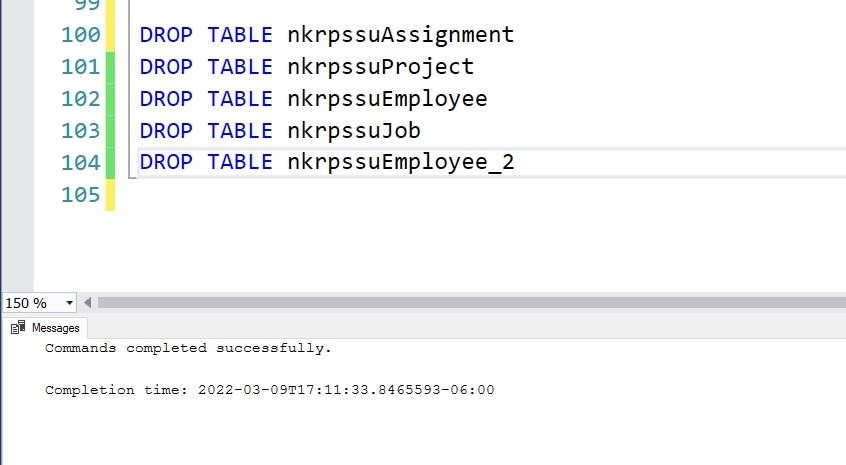 99
100 DROP TABLE nkrpssuAssignment
101 DROP TABLE nkrpssuProject
102 DROP TABLE nkrpssuEmployee
103 DROP TABLE nkrpssuJob
104 DROP TABLE nkrpssuEmployee_2
105
150 %
Messages
Commands completed successfully.
Completion time: 2022-03-09T17:11:33.8465593-06:00